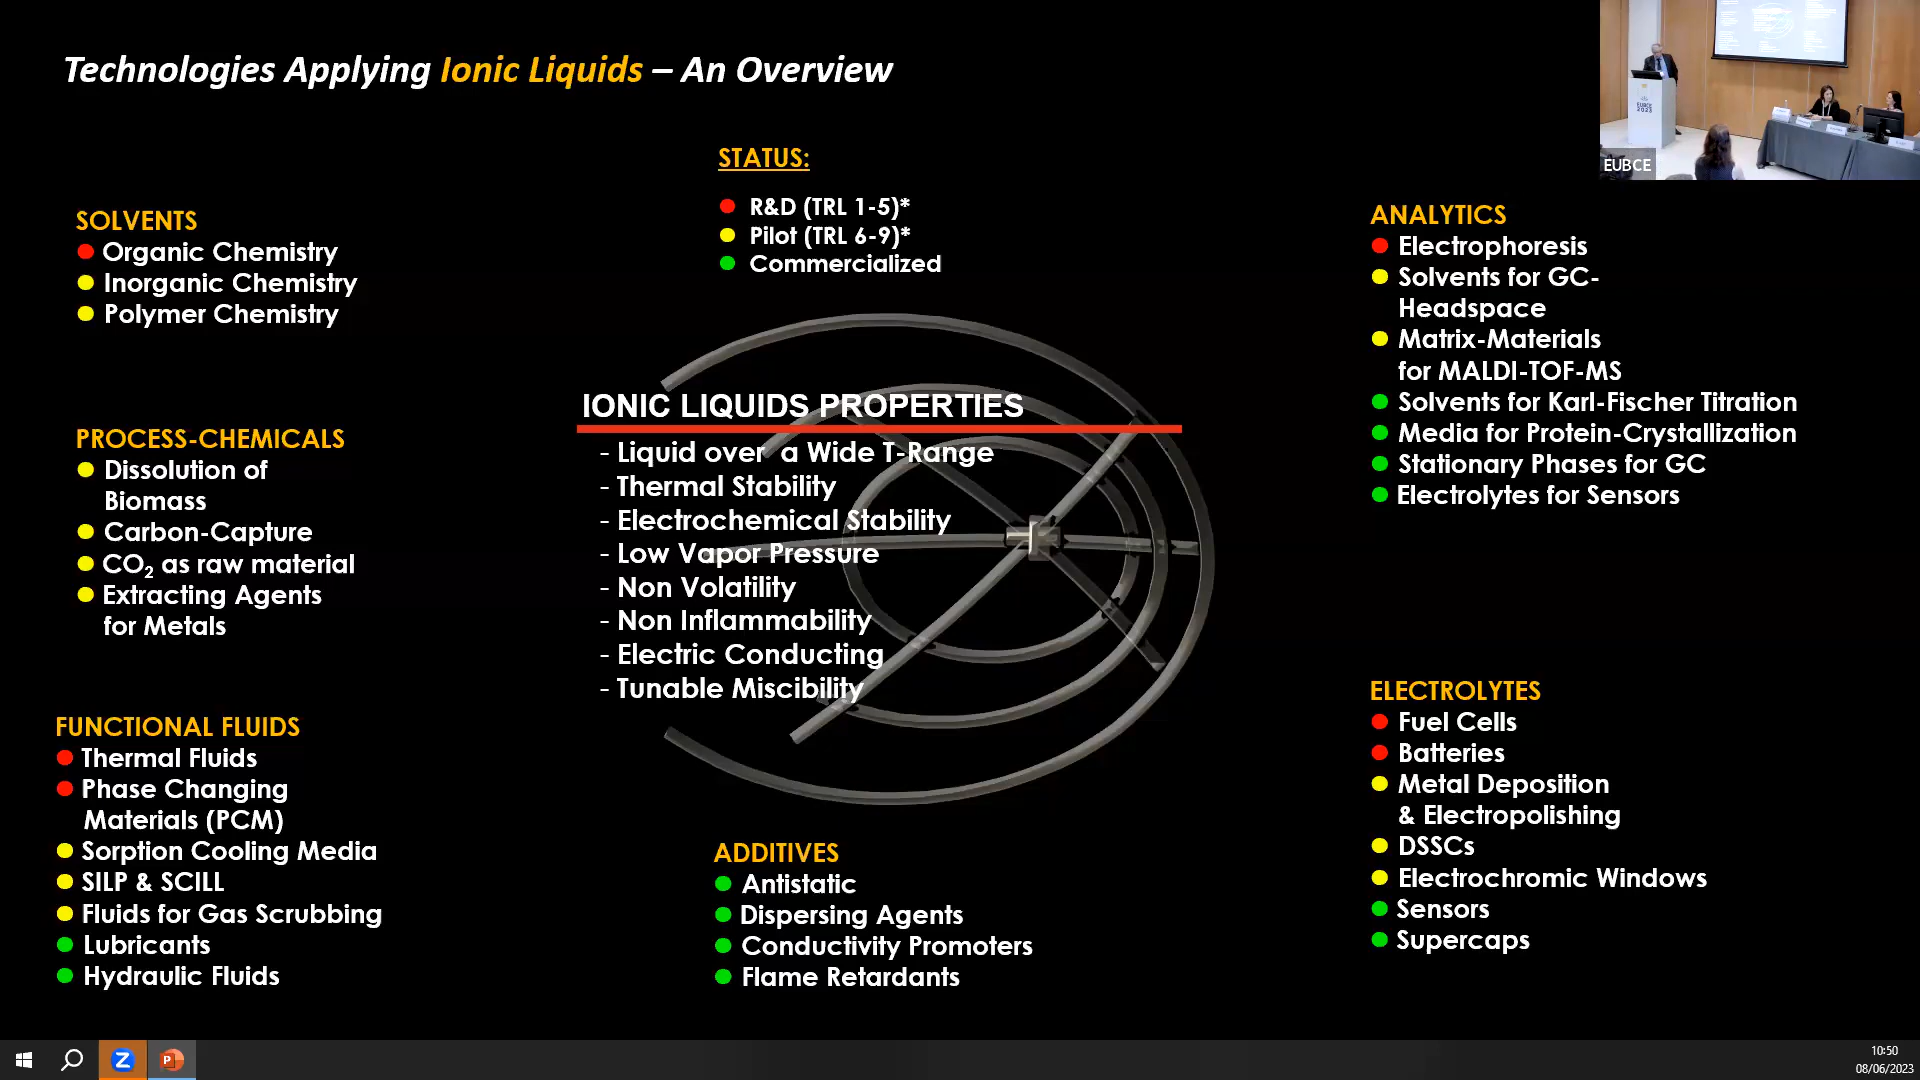 Technologies Applying Ionic Liquids – An Overview
EUBCE
2023
EUBCE
STATUS:
R&D (TRL 1-5)*
Pilot (TRL 6-9)*
Commercialized
SOLVENTS
Organic Chemistry
Inorganic Chemistry
Polymer Chemistry
PROCESS-CHEMICALS
Dissolution of
Biomass
Carbon-Capture
CO₂ as raw material
Extracting Agents
for Metals
FUNCTIONAL FLUIDS
Thermal Fluids
Phase Changing
Materials (PCM)
Sorption Cooling Media
SILP & SCILL
Fluids for Gas Scrubbing
Lubricants
Hydraulic Fluids
IONIC LIQUIDS PROPERTIES
- Liquid over a Wide T-Range
- Thermal Stability
- Electrochemical Stability
- Low Vapor Pressure
- Non Volatility
- Non Inflammability
- Electric Conducting
- Tunable Miscibility
ADDITIVES
Antistatic
Dispersing Agents
Conductivity Promoters
Flame Retardants
ANALYTICS
Electrophoresis
Solvents for GC-
Headspace
Matrix-Materials
for MALDI-TOF-MS
Solvents for Karl-Fischer Titration
Media for Protein-Crystallization
Stationary Phases for GC
Electrolytes for Sensors
ELECTROLYTES
Fuel Cells
Batteries
Metal Deposition
& Electropolishing
DSSCs
Electrochromic Windows
Sensors
Supercaps
10:50
08/06/2023